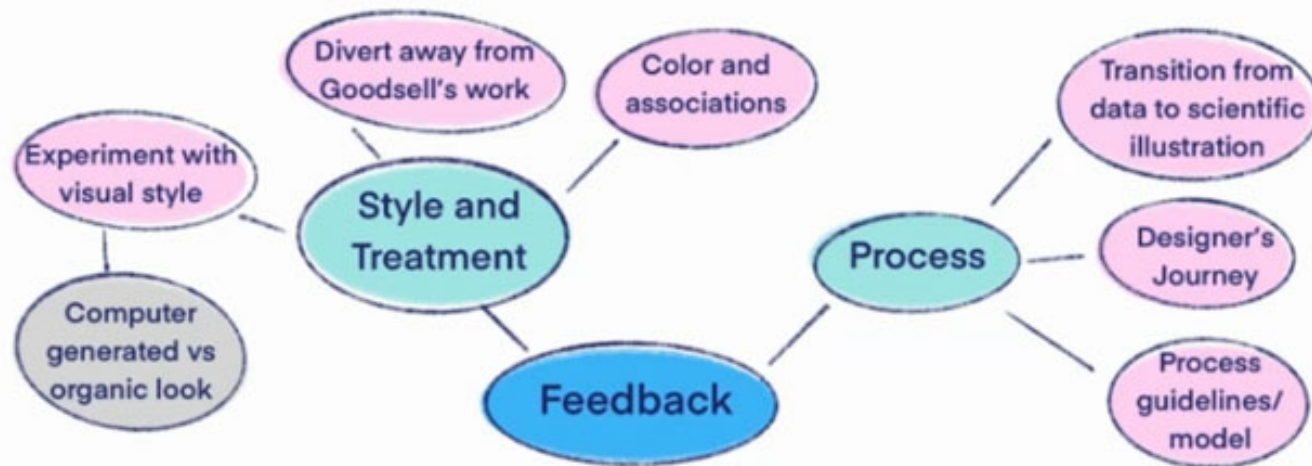 Divert away from
Goodsell's work
Color and
associations
Experiment with
visual style
Style and
Treatment
Computer
generated vs
organic look
Feedback
Process
Transition from
data to scientific
illustration
Designer's
Journey
Process
guidelines/
model